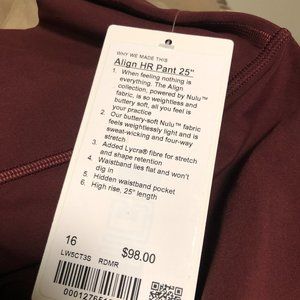 WHY WE MADE THIS
Align HR Pant 25"
1. When feeling nothing is
everything. The Align
collection, powered by Nulu™
fabric, is so weightless and
buttery soft, all you feel is
your practice
2. Our buttery-soft Nulu™ fabric
feels weightlessly light and is
sweat-wicking and four-way
stretch
3. Added Lycra® fibre for stretch
and shape retention
4. Waistband lies flat and won't
dig in
5. Hidden waistband pocket
6. High rise, 25" length
16
$98.00
LW5CT3S RDMR